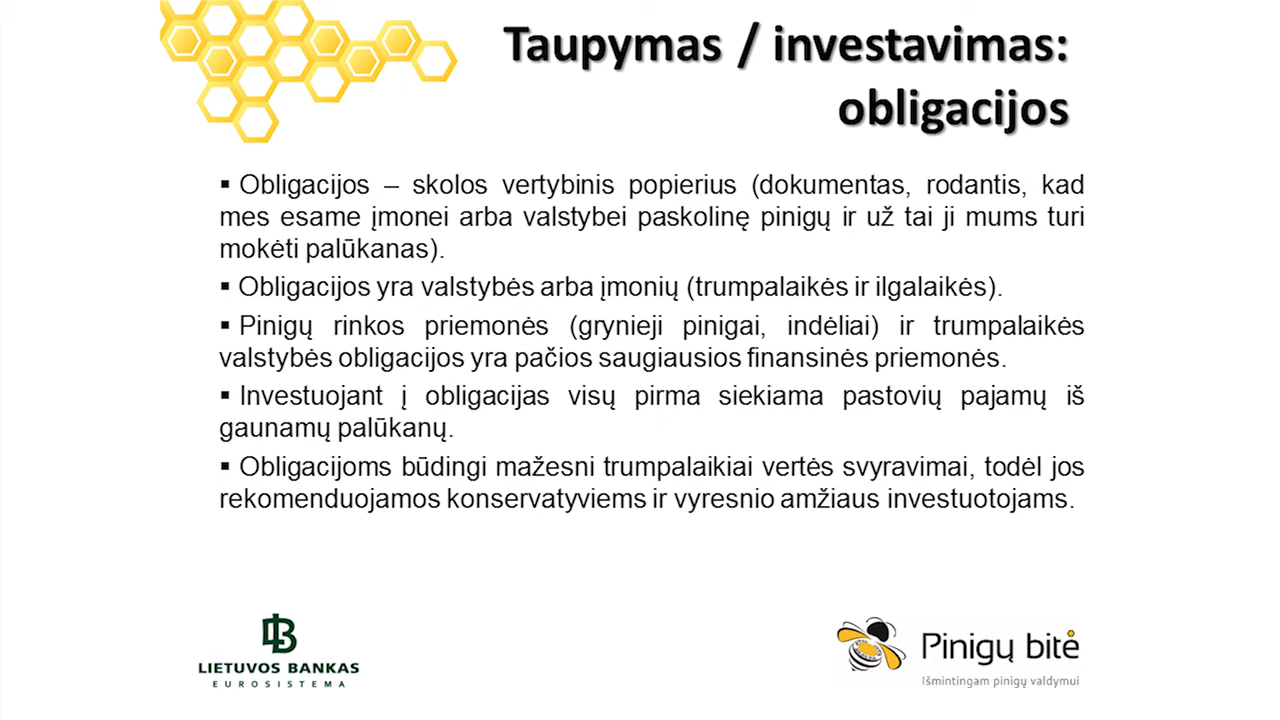 Taupymas / investavimas:
obligacijos
▪ Obligacijos – skolos vertybinis popierius (dokumentas, rodantis, kad
mes esame įmonei arba valstybei paskolinę pinigų ir už tai ji mums turi
mokėti palūkanas).
▪ Obligacijos yra valstybės arba įmonių (trumpalaikės ir ilgalaikės).
▪ Pinigų rinkos priemonės (grynieji pinigai, indėliai) ir trumpalaikės
valstybės obligacijos yra pačios saugiausios finansinės priemonės.
▪ Investuojant į obligacijas visų pirma siekiama pastovių pajamų iš
gaunamų palūkanų.
▪ Obligacijoms būdingi mažesni trumpalaikiai vertės svyravimai, todėl jos
rekomenduojamos konservatyviems ir vyresnio amžiaus investuotojams.
LIETUVOS BANKAS
EUROSISTEMA
Pinigų bitė
Išmintingam pinigų valdymui